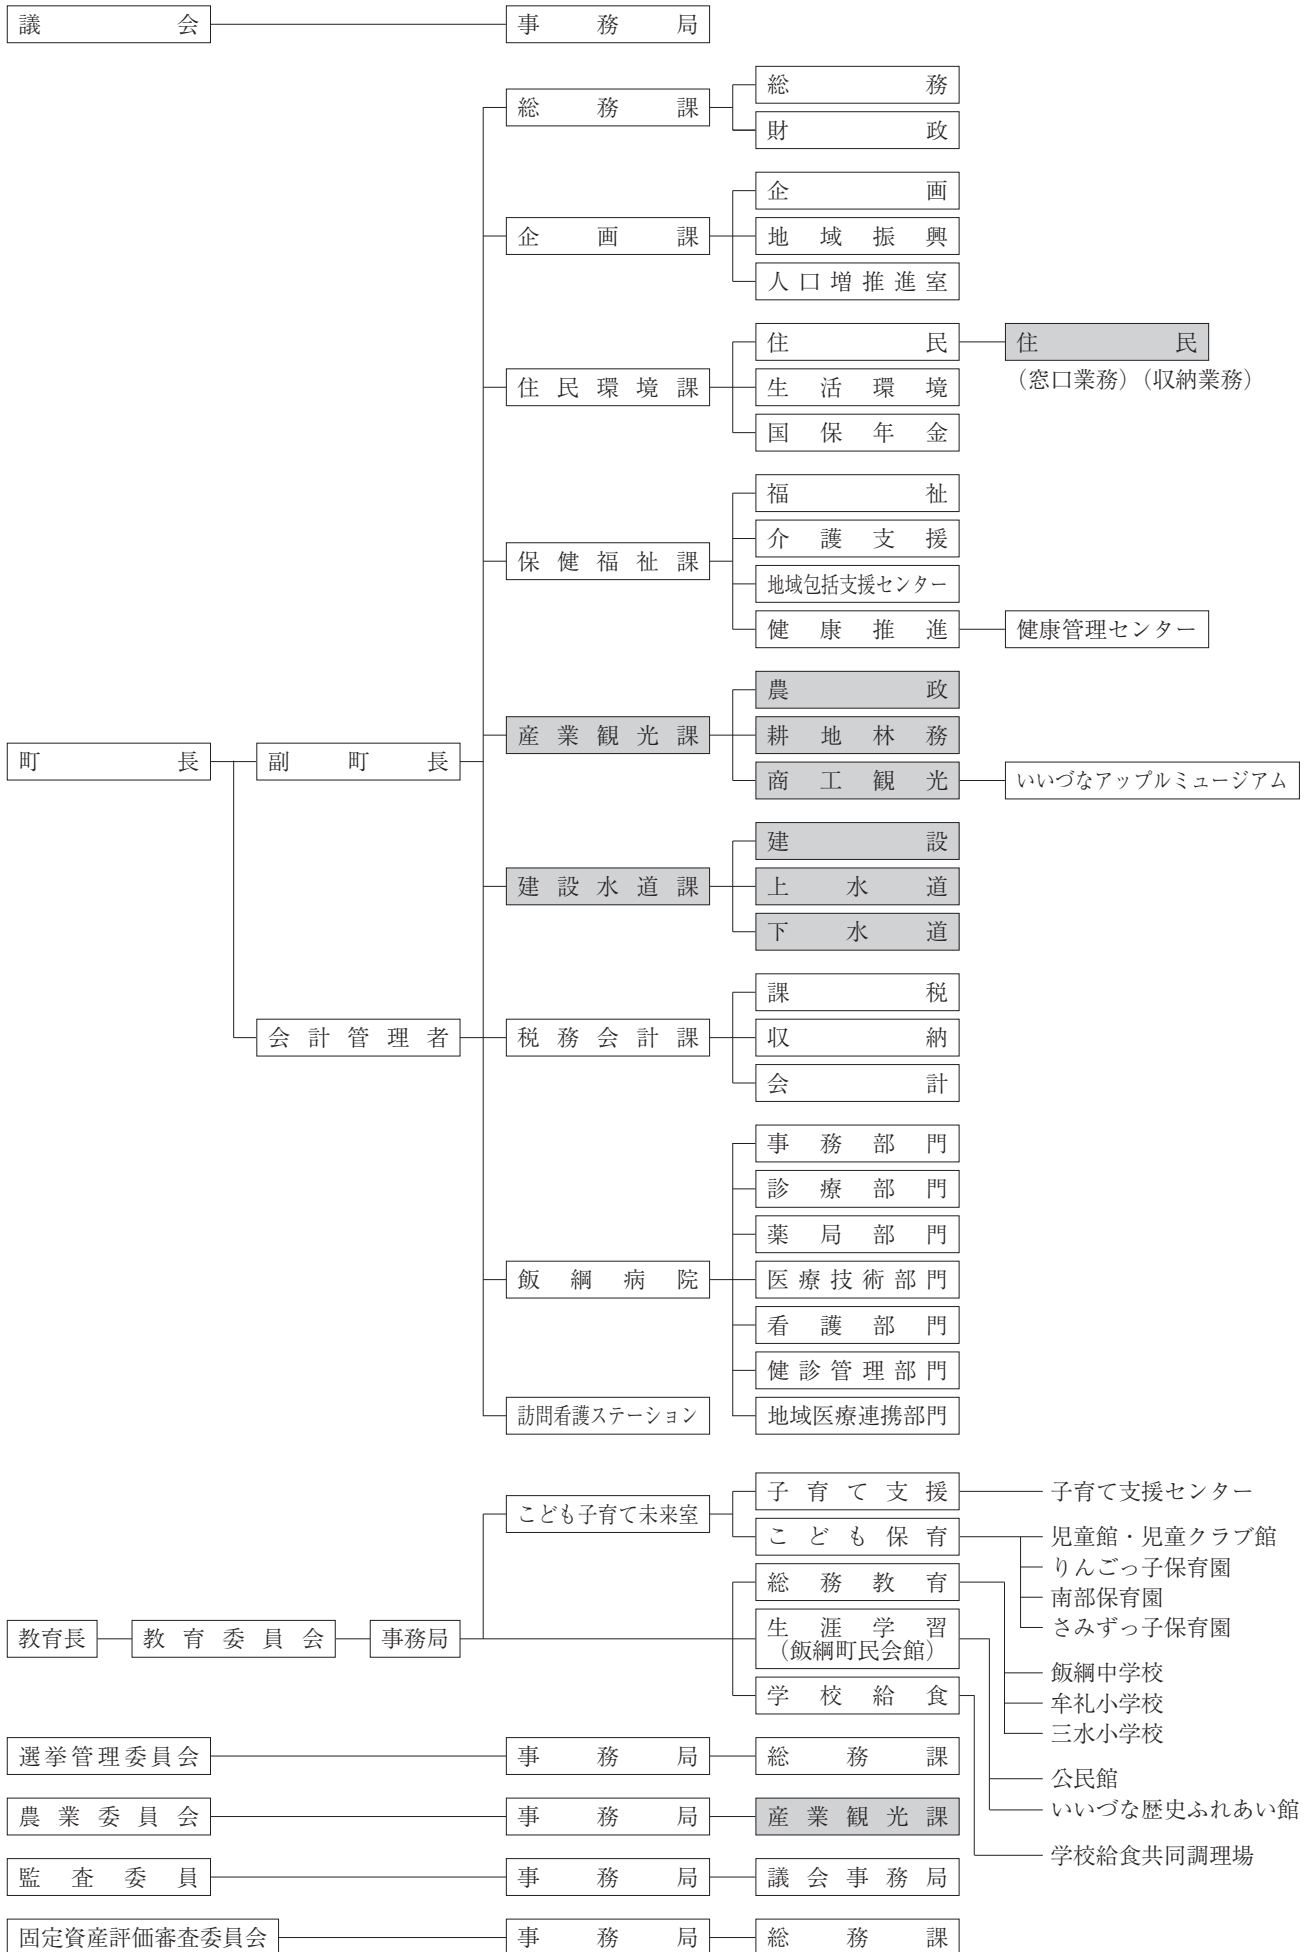 議会 事務局
総務
総務課
財政
企画
企画課 地域振興
人口増推進室
住民 住民
(窓口業務)(収納業務)
住民環境課 生活環境
国保年金
福祉
介護支援
保健福祉課
地域包括支援センター
健康推進 健康管理センター
農政
産業観光課 耕地林務
町長 副町長
商工観光 いいづなアップルミュージアム
建設
建設水道課 上水道
下水道
課税
会計管理者 税務会計課 収納
会計
事務部門
診療部門
薬局部門
飯綱病院 医療技術部門
看護部門
健診管理部門
訪問看護ステーション 地域医療連携部門
子育て支援 子育て支援センター
こども子育て未来室
こども保育 児童館・児童クラブ館
りんごっ子保育園
南部保育園
さみずっ子保育園
総務教育
教育長 教育委員会 事務局 生涯学習
(飯綱町民会館)
飯綱中学校
学校給食
牟礼小学校
三水小学校
選挙管理委員会 事務局 総務課
公民館
農業委員会 事務局 産業観光課 いいづな歴史ふれあい館
学校給食共同調理場
監査委員 事務局 議会事務局
固定資産評価審査委員会 事務局 総務課